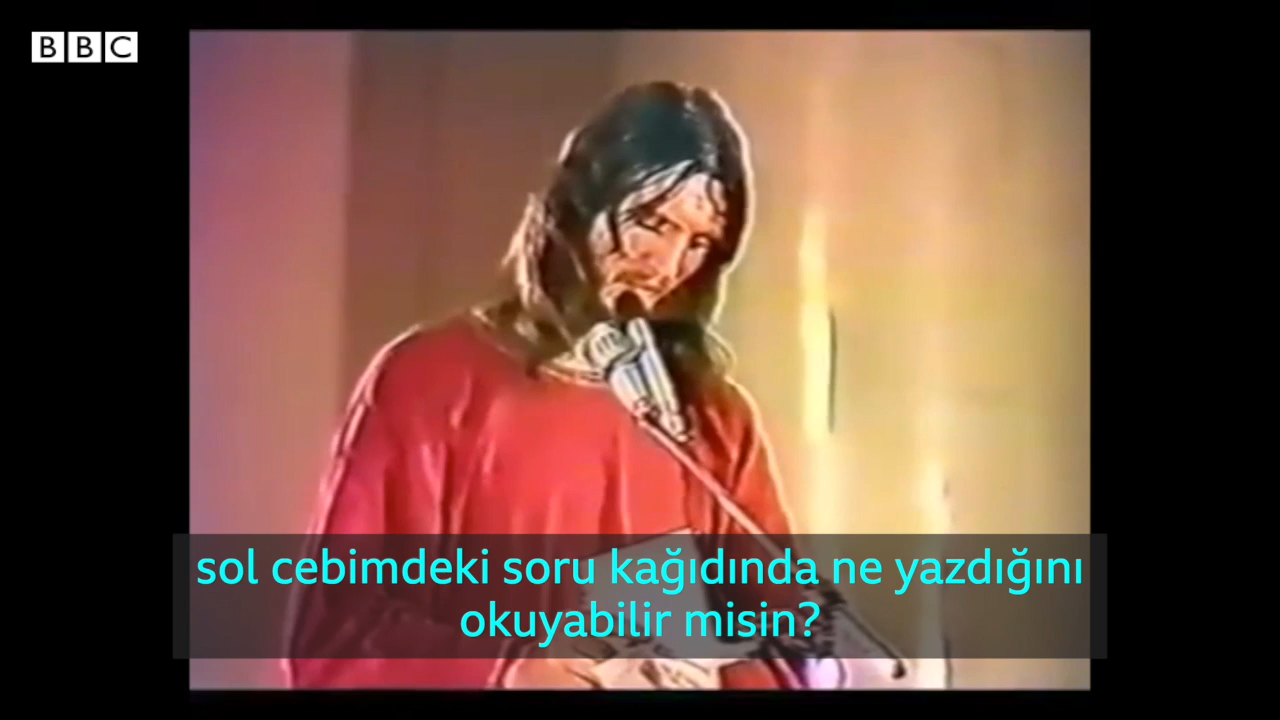 BBC
sol cebimdeki soru kağıdında ne yazdığını
okuyabilir misin?